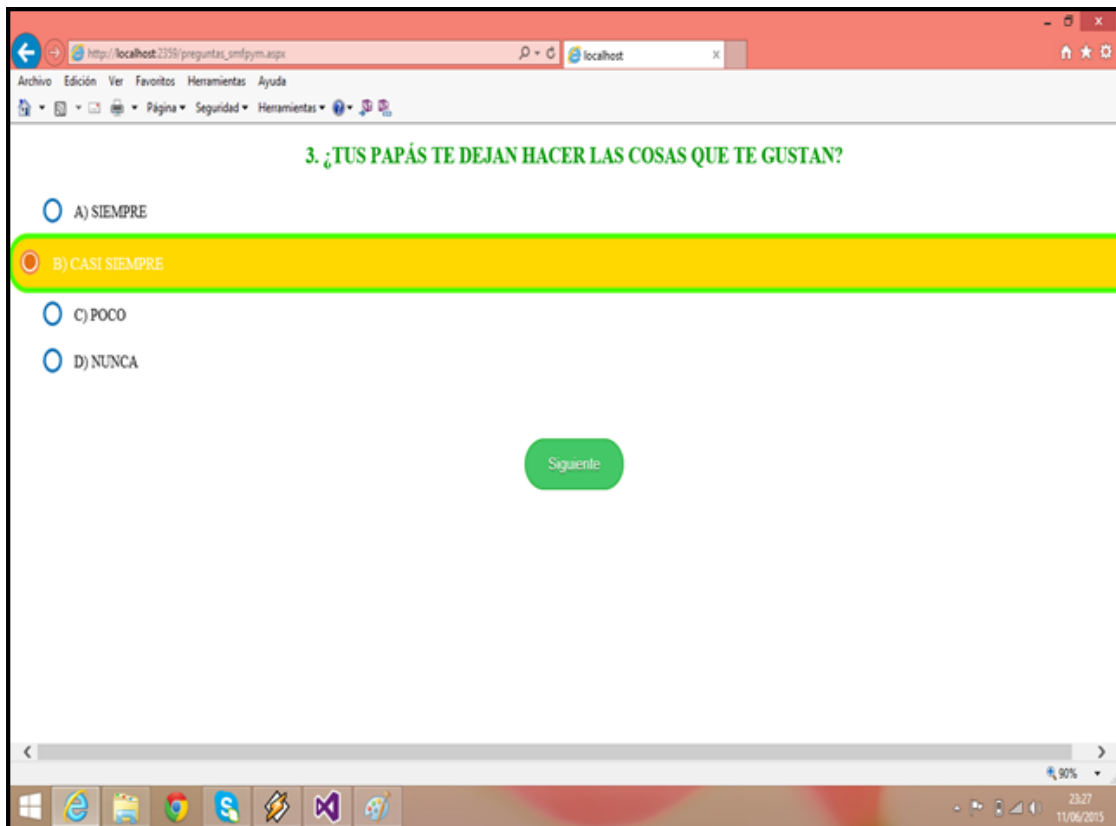 http://localhost:2359/preguntas_smfpym.aspx
localhost
Archivo Edición Ver Favoritos Herramientas Ayuda
Página Seguridad Herramientas
3. ¿TUS PAPÁS TE DEJAN HACER LAS COSAS QUE TE GUSTAN?
A) SIEMPRE
B) CASI SIEMPRE
C) POCO
D) NUNCA
Siguiente
90%
23:27
11/06/2015